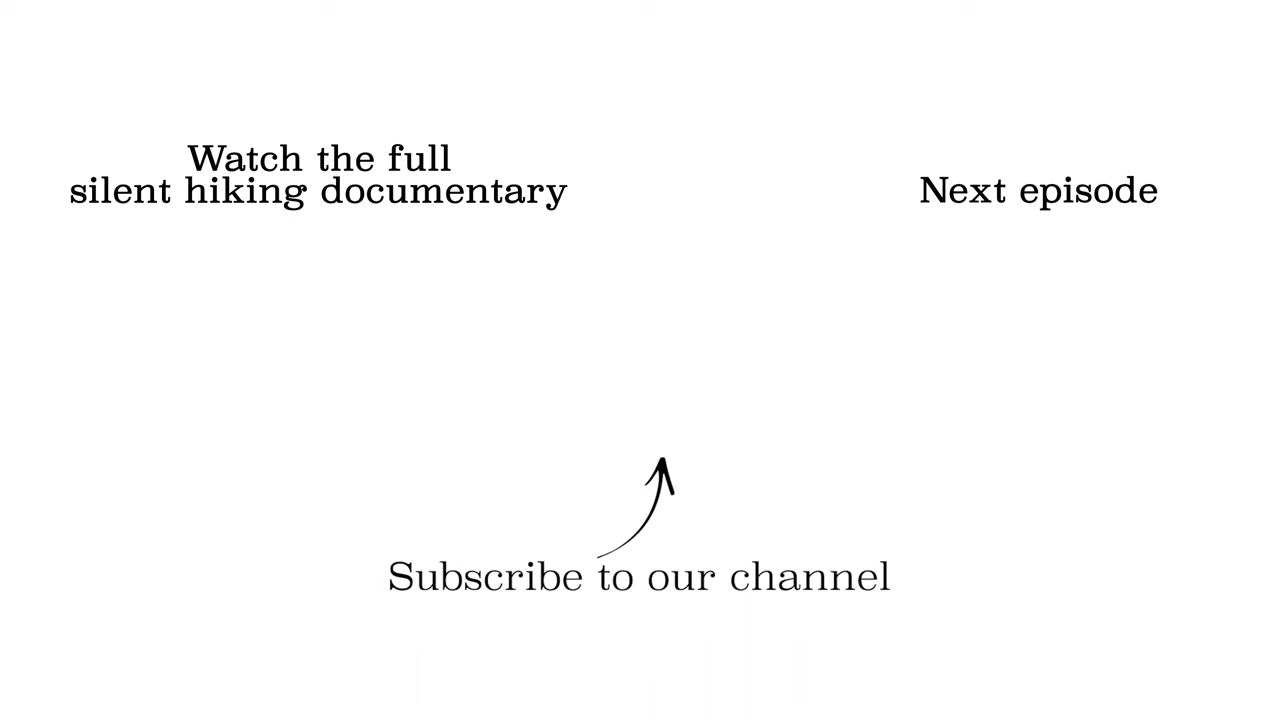 Watch the full
silent hiking documentary
Next episode
Subscribe to our channel